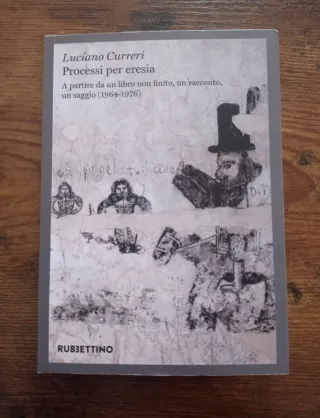 Luciano Curreri
Processi per eresia
A partire da un libro non finito, un racconto,
un saggio (1964-1976)
RUBBETTINO